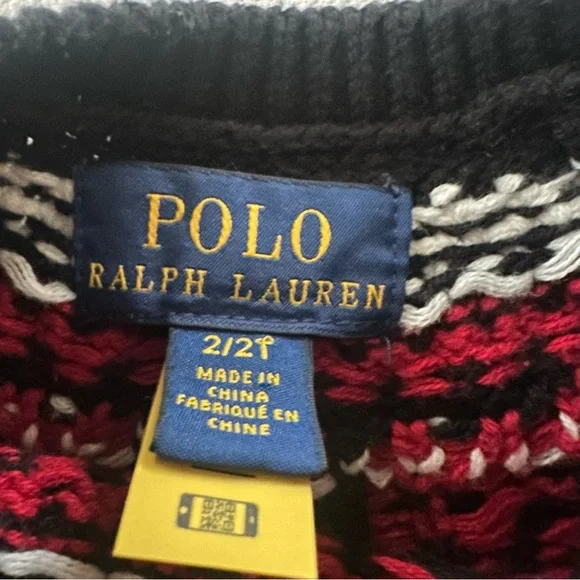 POLO
RALPH LAUREN
2/2T
MADE IN
CHINA
FABRIQUÉ EN
CHINE